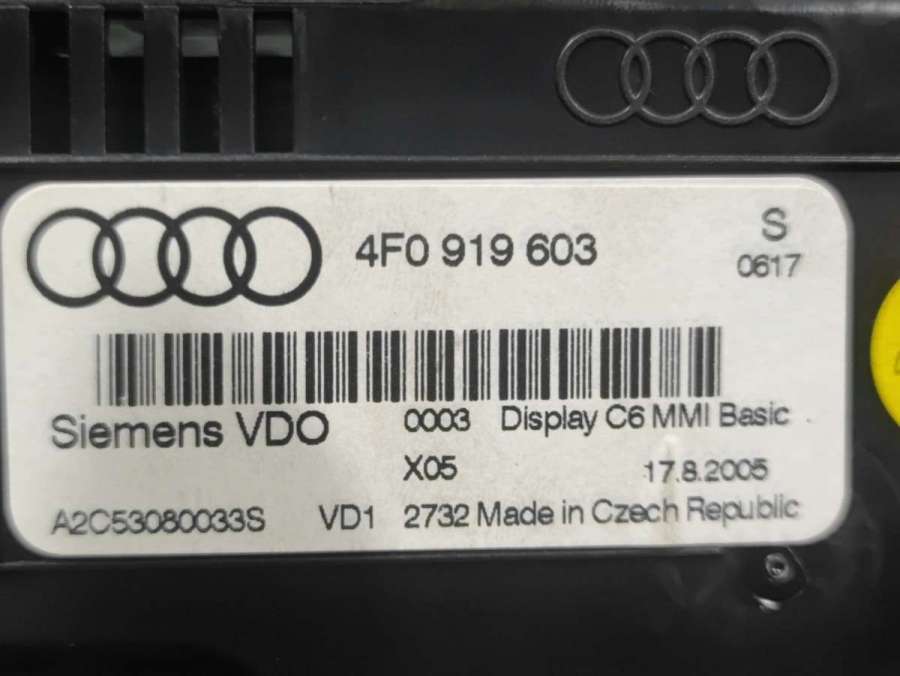 4F0 919 603
S
0617
Siemens VDO
0003 Display C6 MMI Basic
X05 17.8.2005
A2C53080033S VD1 2732 Made in Czech Republic